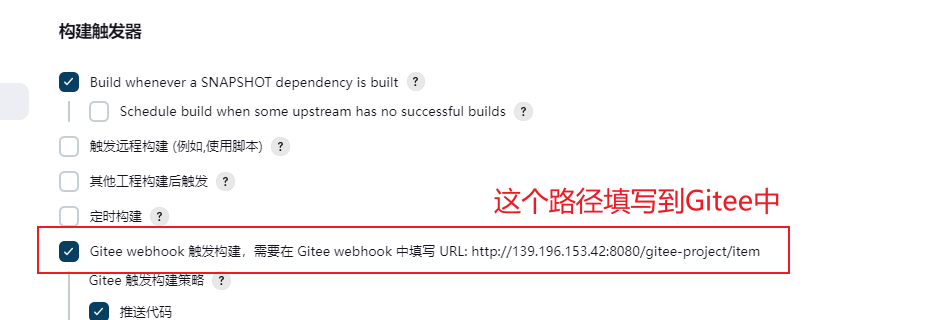 构建触发器
Build whenever a SNAPSHOT dependency is built ?
Schedule build when some upstream has no successful builds ?
触发远程构建 (例如,使用脚本) ?
其他工程构建后触发 ?
这个路径填写到Gitee中
定时构建 ?
Gitee webhook 触发构建，需要在 Gitee webhook 中填写 URL: http://139.196.153.42:8080/gitee-project/item
Gitee 触发构建策略 ?
推送代码